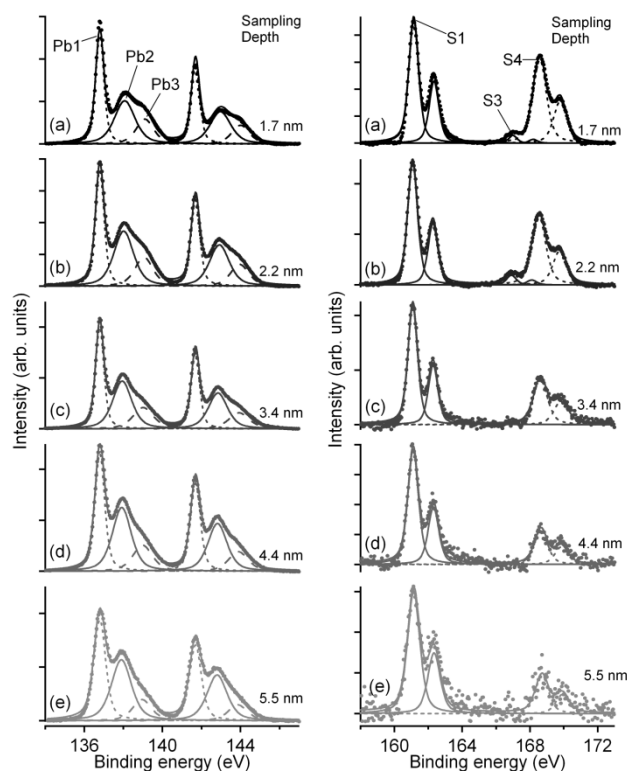 Sampling
Depth
Pb1
Pb2
Pb3
(a)
1.7 nm
(b)
2.2 nm
(c)
3.4 nm
(d)
4.4 nm
(e)
5.5 nm
Intensity (arb. units)
136
140
144
Binding energy (eV)
S1
Sampling
Depth
S4
S3
(a)
1.7 nm
(b)
2.2 nm
(c)
3.4 nm
(d)
4.4 nm
(e)
5.5 nm
Intensity (arb. units)
160
164
168
172
Binding energy (eV)